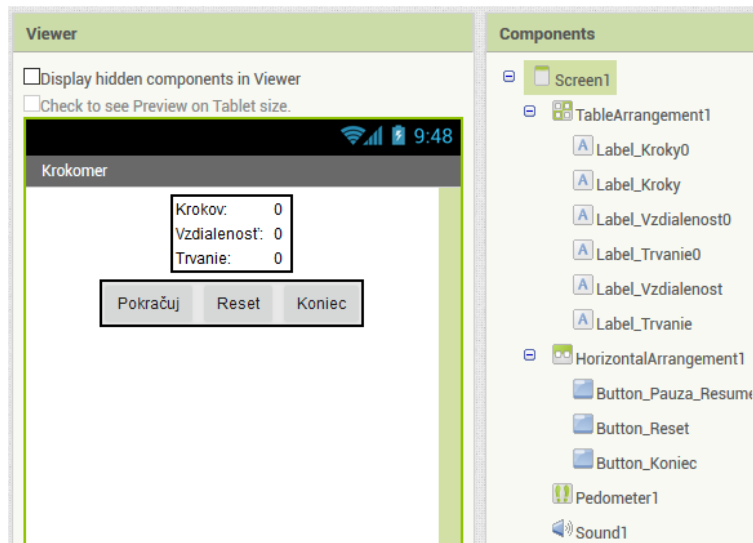 Viewer
Display hidden components in Viewer
Check to see Preview on Tablet size.
9:48
Krokomer
Krokov: 0
Vzdialenosť: 0
Trvanie: 0
Pokračuj Reset Koniec
Components
Screen1
TableArrangement1
A Label_Kroky0
A Label_Kroky
A Label_Vzdialenost0
A Label_Trvanie0
A Label_Vzdialenost
A Label_Trvanie
HorizontalArrangement1
Button_Pauza_Resume
Button_Reset
Button_Koniec
Pedometer1
Sound1